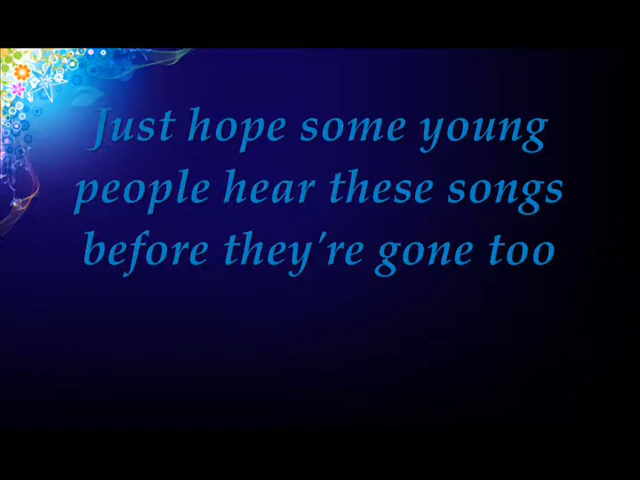 Just hope some young
people hear these songs
before they're gone too